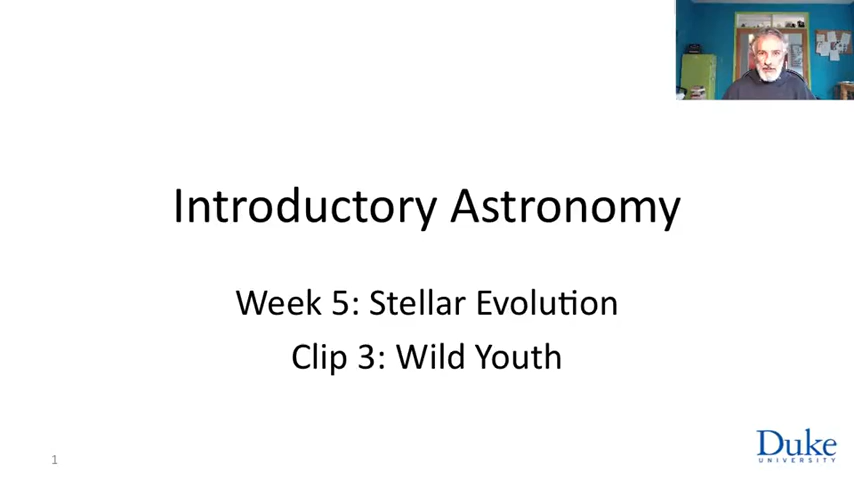 Introductory Astronomy
Week 5: Stellar Evolution
Clip 3: Wild Youth
1
Duke
UNIVERSITY